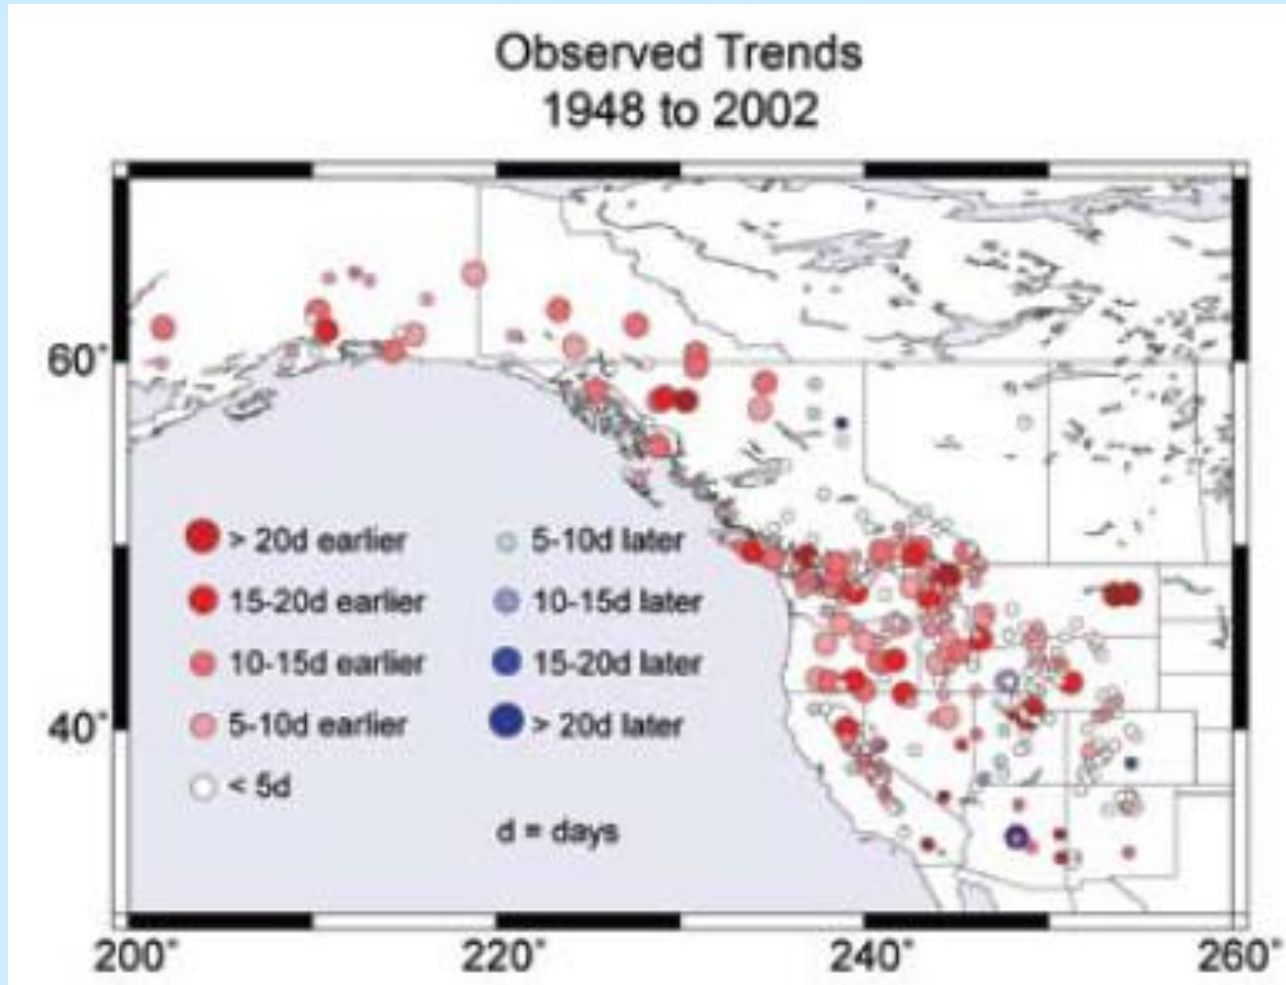 Observed Trends
1948 to 2002
60°
40°
> 20d earlier
15-20d earlier
10-15d earlier
5-10d earlier
< 5d
5-10d later
10-15d later
15-20d later
> 20d later
d = days
200°
220°
240°
260°